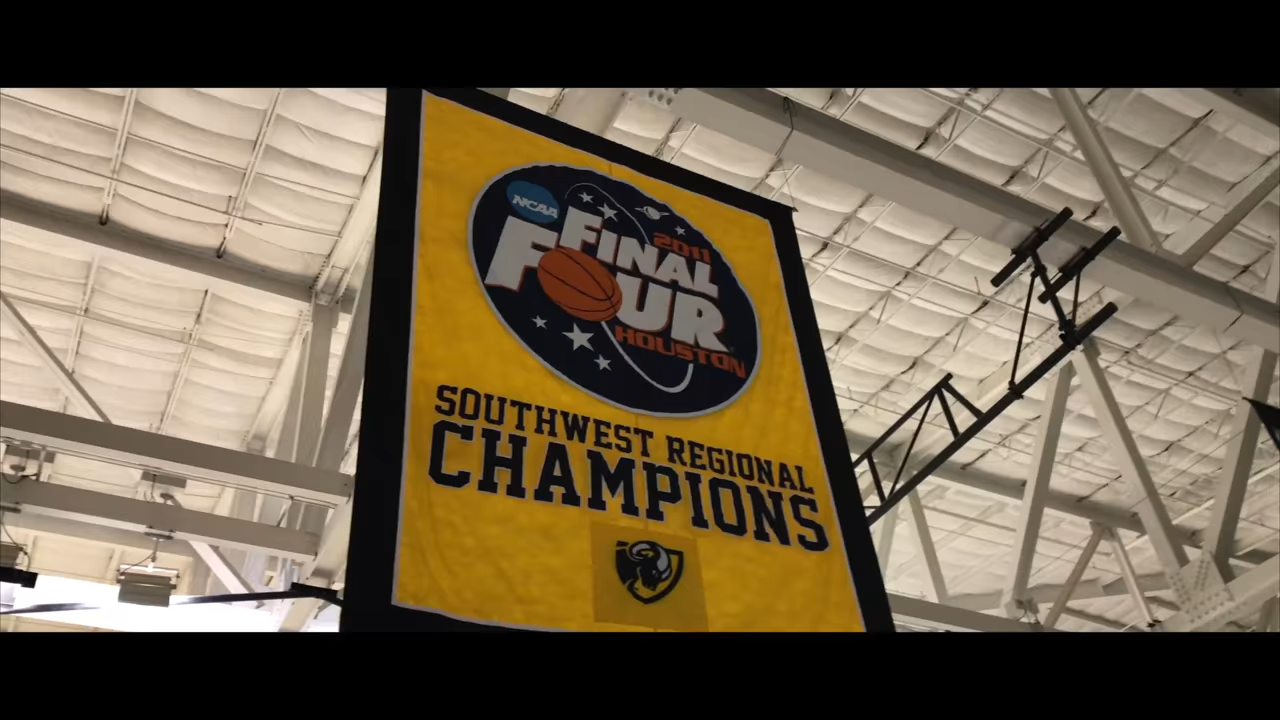 NCAA
2011
FINAL
FOUR
HOUSTON
SOUTHWEST REGIONAL
CHAMPIONS